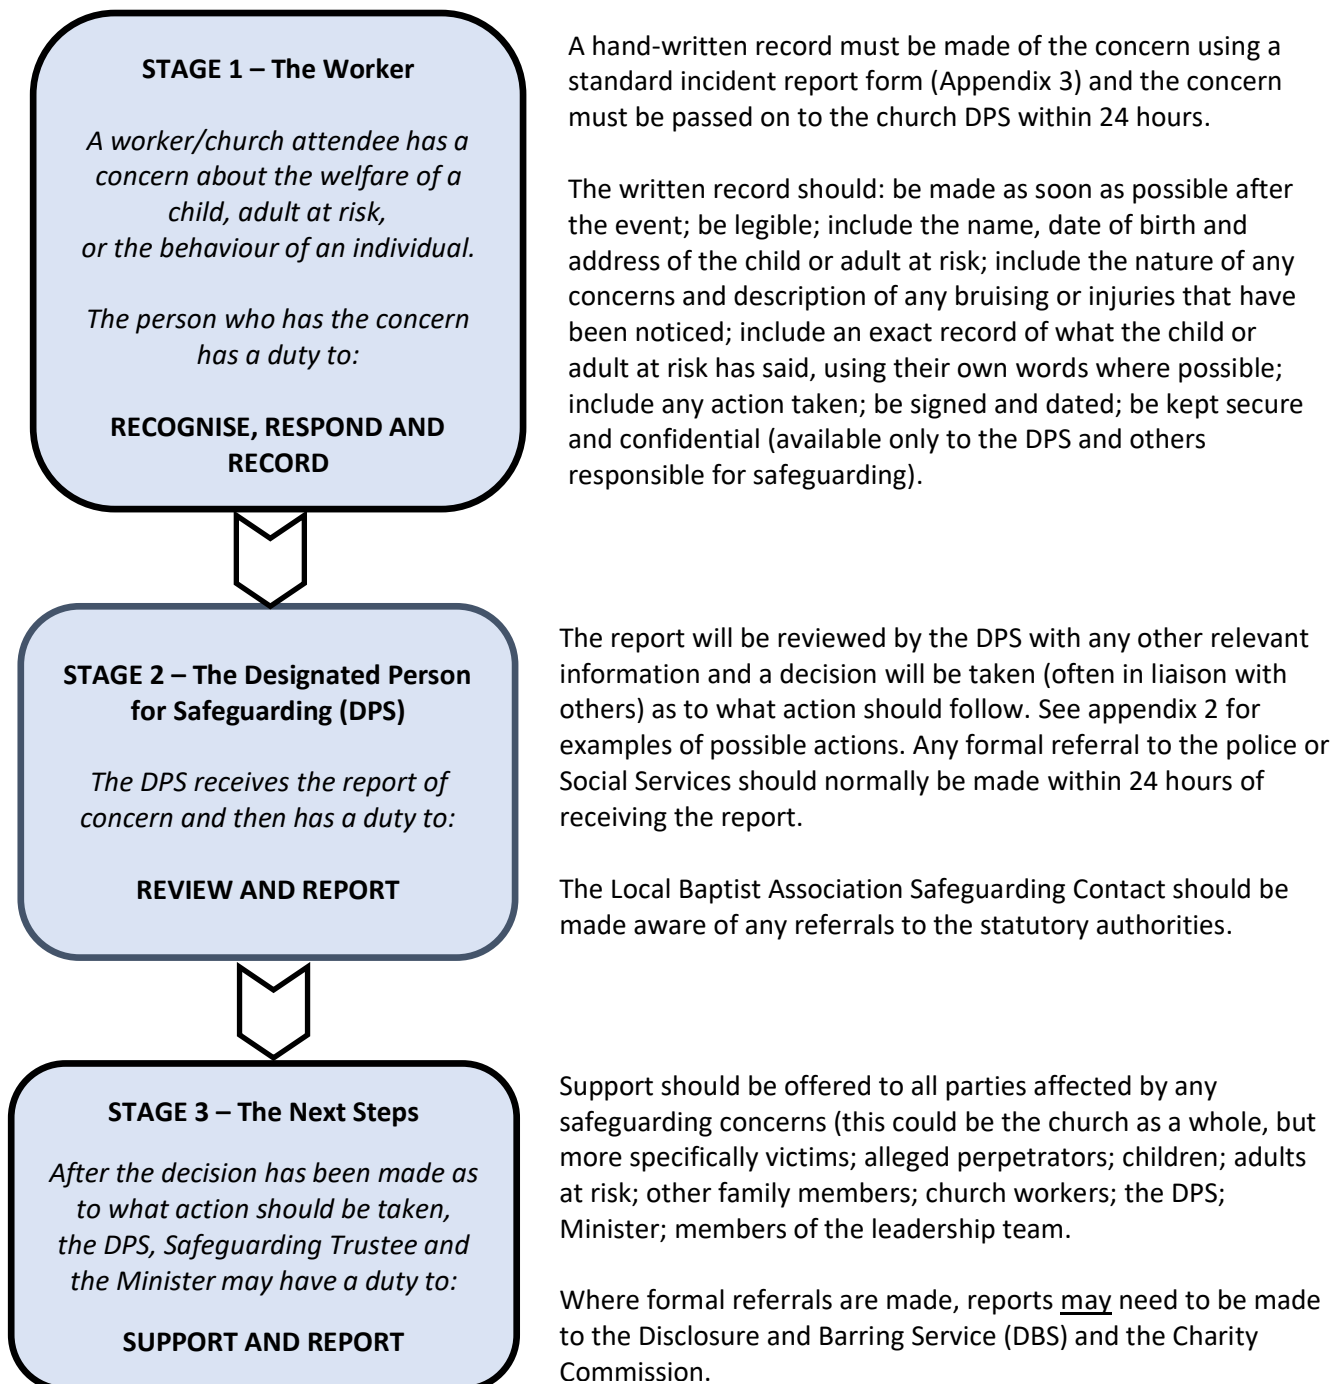 STAGE 1 – The Worker
A worker/church attendee has a
concern about the welfare of a
child, adult at risk,
or the behaviour of an individual.
The person who has the concern
has a duty to:
RECOGNISE, RESPOND AND
RECORD
A hand-written record must be made of the concern using a
standard incident report form (Appendix 3) and the concern
must be passed on to the church DPS within 24 hours.
The written record should: be made as soon as possible after
the event; be legible; include the name, date of birth and
address of the child or adult at risk; include the nature of any
concerns and description of any bruising or injuries that have
been noticed; include an exact record of what the child or
adult at risk has said, using their own words where possible;
include any action taken; be signed and dated; be kept secure
and confidential (available only to the DPS and others
responsible for safeguarding).
STAGE 2 – The Designated Person
for Safeguarding (DPS)
The DPS receives the report of
concern and then has a duty to:
REVIEW AND REPORT
The report will be reviewed by the DPS with any other relevant
information and a decision will be taken (often in liaison with
others) as to what action should follow. See appendix 2 for
examples of possible actions. Any formal referral to the police or
Social Services should normally be made within 24 hours of
receiving the report.
The Local Baptist Association Safeguarding Contact should be
made aware of any referrals to the statutory authorities.
STAGE 3 – The Next Steps
After the decision has been made as
to what action should be taken,
the DPS, Safeguarding Trustee and
the Minister may have a duty to:
SUPPORT AND REPORT
Support should be offered to all parties affected by any
safeguarding concerns (this could be the church as a whole, but
more specifically victims; alleged perpetrators; children; adults
at risk; other family members; church workers; the DPS;
Minister; members of the leadership team.
Where formal referrals are made, reports may need to be made
to the Disclosure and Barring Service (DBS) and the Charity
Commission.